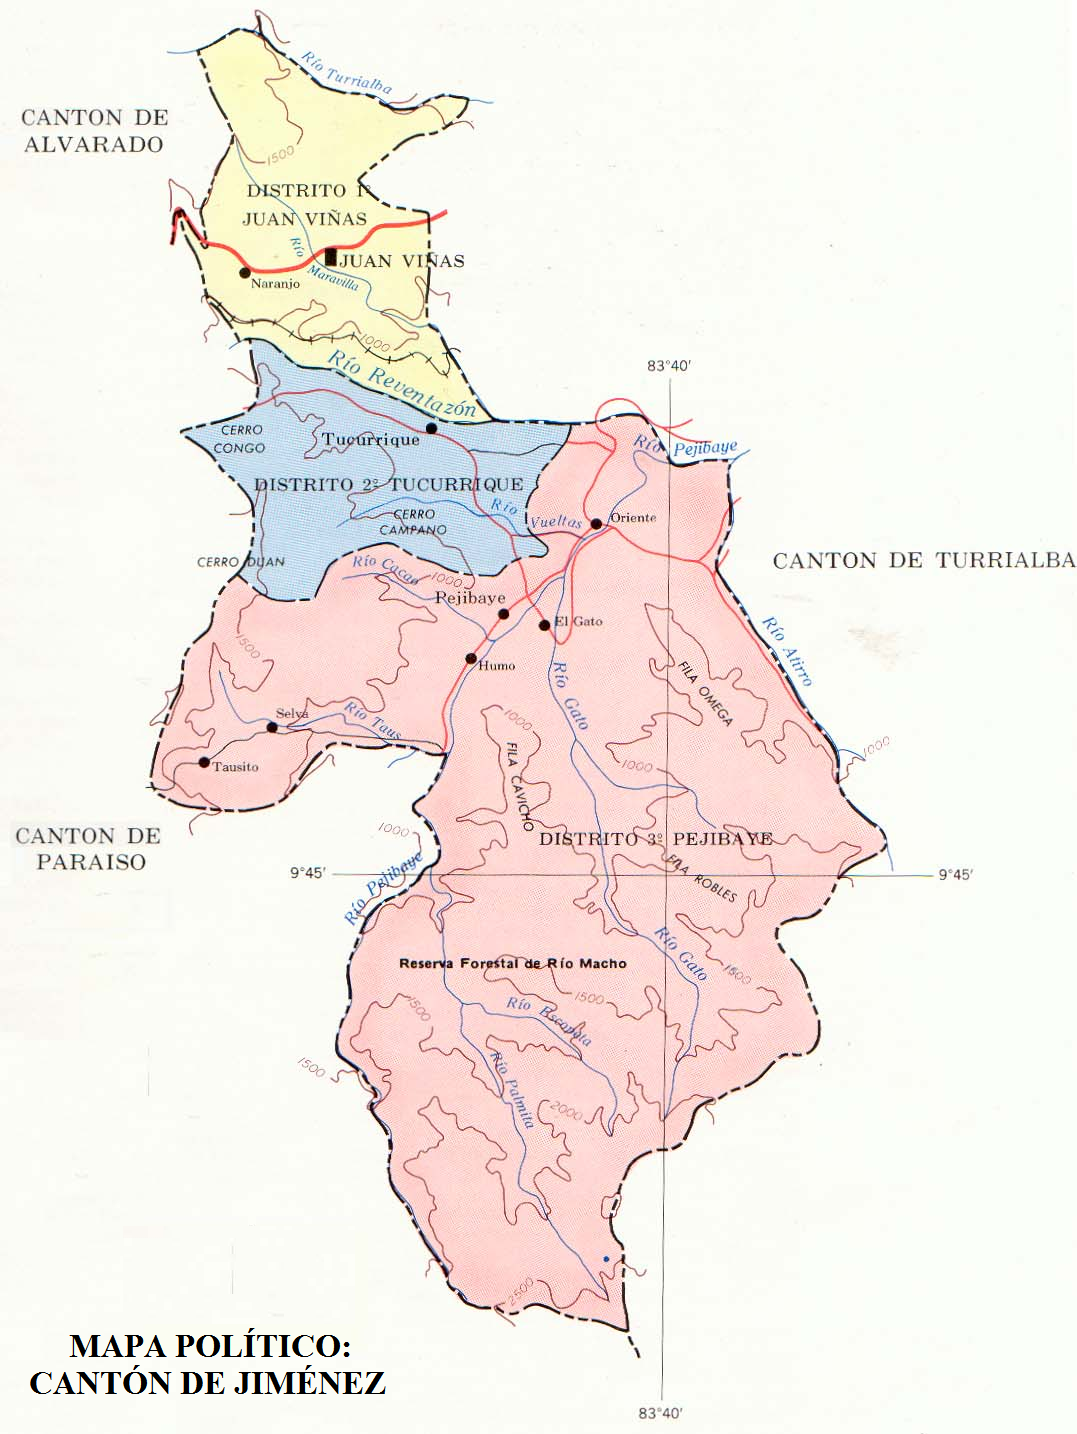 Río Turrialba
CANTON DE
ALVARADO
1500
DISTRITO 1º
JUAN VIÑAS
Río
Maravilla
JUAN VIÑAS
Naranjo
1000
Río Reventazón
83°40'
CERRO
CONGO
Tucurrique
Río Pejibaye
DISTRITO 2º TUCURRIQUE
Río Vueltas
CERRO
CAMPANO
Oriente
CERRO DUAN
Río Cacao
1000
CANTON DE TURRIALBA
Pejibaye
El Gato
Río Atirro
1500
Humo
Río Gato
FILA OMEGA
Selva
Río Taus
1000
1000
Tausito
FILA CAVICHO
1000
CANTON DE
PARAISO
1000
DISTRITO 3º PEJIBAYE
Río Pejibaye
FILA ROBLES
9°45'
9°45'
Río Gato
Reserva Forestal de Río Macho
1500
1500
1500
Río
1500
Río Palmita
2000
2500
MAPA POLÍTICO:
CANTÓN DE JIMÉNEZ
83°40'